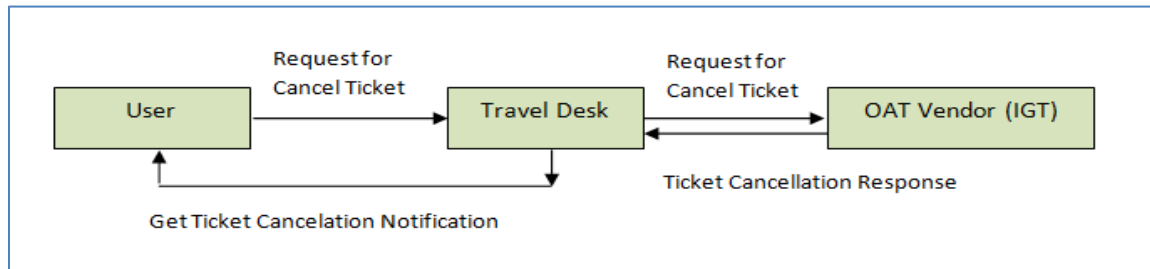 Request for
Cancel Ticket
Request for
Cancel Ticket
User
Travel Desk
OAT Vendor (IGT)
Ticket Cancellation Response
Get Ticket Cancelation Notification